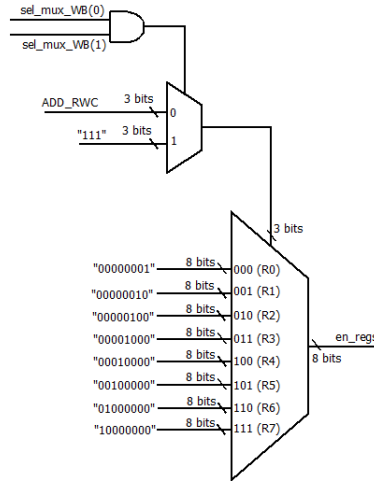 sel_mux_WB(0)
sel_mux_WB(1)
ADD_RWC 3 bits 0
"111" 3 bits 1
3 bits
"00000001" 8 bits 000 (R0)
"00000010" 8 bits 001 (R1)
"00000100" 8 bits 010 (R2)
"00001000" 8 bits 011 (R3)
en_regs
8 bits
"00010000" 8 bits 100 (R4)
"00100000" 8 bits 101 (R5)
"01000000" 8 bits 110 (R6)
"10000000" 8 bits 111 (R7)